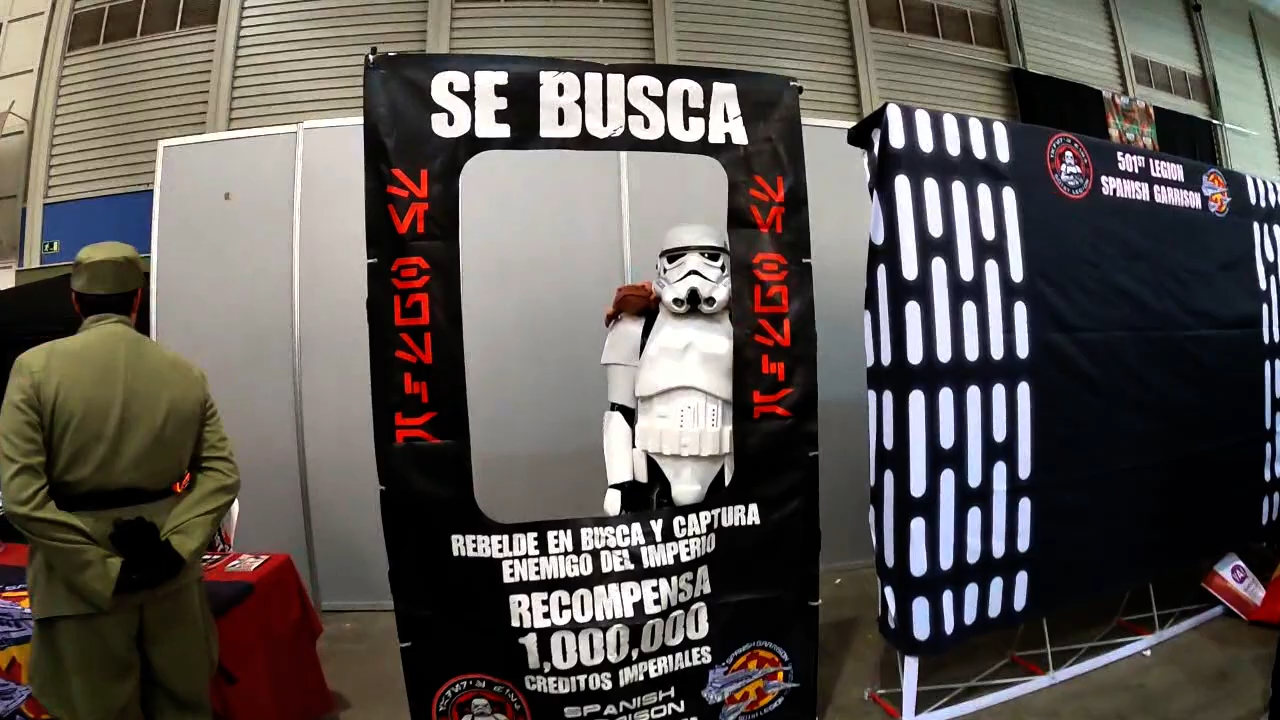 SE BUSCA
REBELDE EN BUSCA Y CAPTURA
ENEMIGO DEL IMPERIO
RECOMPENSA
1,000,000
CREDITOS IMPERIALES
SPANISH
501ST LEGION
SPANISH GARRISON